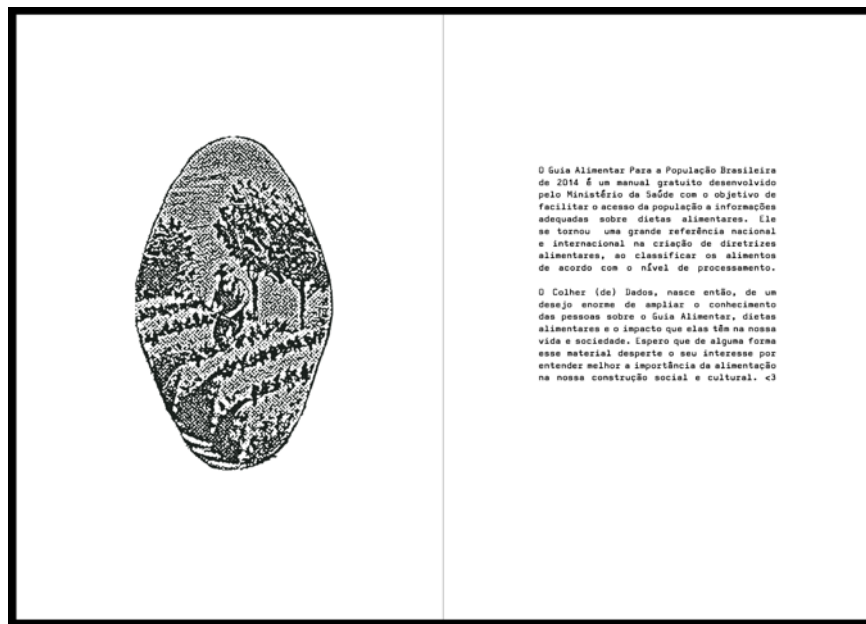 O Guia Alimentar Para a População Brasileira
de 2014 é um manual gratuito desenvolvido
pelo Ministério da Saúde com o objetivo de
facilitar o acesso da população a informações
adequadas sobre dietas alimentares. Ele
se tornou uma grande referência nacional
e internacional na criação de diretrizes
alimentares, ao classificar os alimentos
de acordo com o nível de processamento.
O Colher (de) Dados, nasce então, de um
desejo enorme de ampliar o conhecimento
das pessoas sobre o Guia Alimentar, dietas
alimentares e o impacto que elas têm na nossa
vida e sociedade. Espero que de alguma forma
esse material desperte o seu interesse por
entender melhor a importância da alimentação
na nossa construção social e cultural. <3